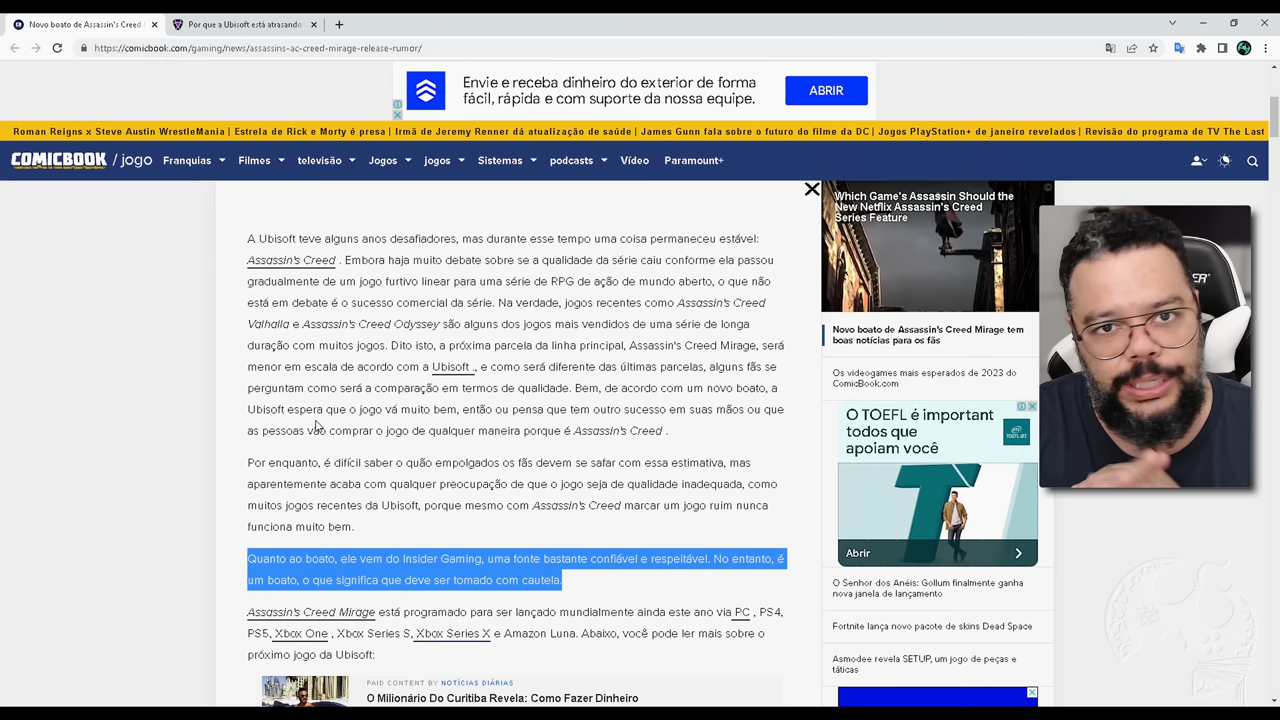 Novo boato de Assassin's Creed
Por que a Ubisoft está atrasando
https://comicbook.com/gaming/news/assassins-ac-creed-mirage-release-rumor/
Envie e receba dinheiro do exterior de forma
fácil, rápida e com suporte da nossa equipe.
ABRIR
Roman Reigns x Steve Austin WrestleMania | Estrela de Rick e Morty é presa | Irmã de Jeremy Renner dá atualização de saúde | James Gunn fala sobre o futuro do filme da DC | Jogos PlayStation+ de janeiro revelados | Revisão do programa de TV The Last
COMICBOOK / jogo Franquias Filmes televisão Jogos jogos Sistemas podcasts Vídeo Paramount+
A Ubisoft teve alguns anos desafiadores, mas durante esse tempo uma coisa permaneceu estável:
Assassin's Creed . Embora haja muito debate sobre se a qualidade da série caiu conforme ela passou
gradualmente de um jogo furtivo linear para uma série de RPG de ação de mundo aberto, o que não
está em debate é o sucesso comercial da série. Na verdade, jogos recentes como Assassin's Creed
Valhalla e Assassin's Creed Odyssey são alguns dos jogos mais vendidos de uma série de longa
duração com muitos jogos. Dito isto, a próxima parcela da linha principal, Assassin's Creed Mirage, será
menor em escala de acordo com a Ubisoft ., e como será diferente das últimas parcelas, alguns fãs se
perguntam como será a comparação em termos de qualidade. Bem, de acordo com um novo boato, a
Ubisoft espera que o jogo vá muito bem, então ou pensa que tem outro sucesso em suas mãos ou que
as pessoas vão comprar o jogo de qualquer maneira porque é Assassin's Creed .
Por enquanto, é difícil saber o quão empolgados os fãs devem se safar com essa estimativa, mas
aparentemente acaba com qualquer preocupação de que o jogo seja de qualidade inadequada, como
muitos jogos recentes da Ubisoft, porque mesmo com Assassin's Creed marcar um jogo ruim nunca
funciona muito bem.
Quanto ao boato, ele vem do Insider Gaming, uma fonte bastante confiável e respeitável. No entanto, é
um boato, o que significa que deve ser tomado com cautela.
Assassin's Creed Mirage está programado para ser lançado mundialmente ainda este ano via PC , PS4,
PS5, Xbox One , Xbox Series S, Xbox Series X e Amazon Luna. Abaixo, você pode ler mais sobre o
próximo jogo da Ubisoft:
PAID CONTENT BY NOTÍCIAS DIÁRIAS
O Milionário Do Curitiba Revela: Como Fazer Dinheiro
Which Game's Assassin Should the
New Netflix Assassin's Creed
Series Feature
Novo boato de Assassin's Creed Mirage tem
boas notícias para os fãs
Os videogames mais esperados de 2023 do
ComicBook.com
O TOEFL é important
todos que
apoiam você
Abrir
O Senhor dos Anéis: Gollum finalmente ganha
nova janela de lançamento
Fortnite lança novo pacote de skins Dead Space
Asmodee revela SETUP, um jogo de peças e
táticas